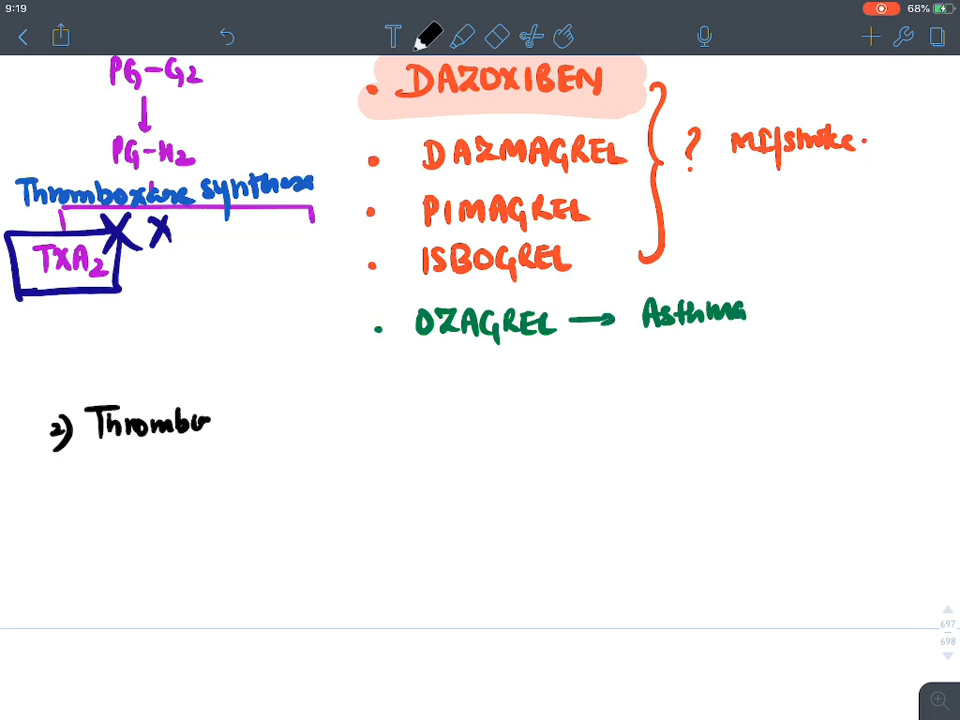 9:19
68%
T
PG-G2
↓
PG-H2
Thromboxane synthase
X X
TXA2
• DAZOXIBEN
• DAZMAGREL
• PIMAGREL
• ISBOGREL
? MI/stroke.
• OZAGREL → Asthma
2) Thrombo
697
698